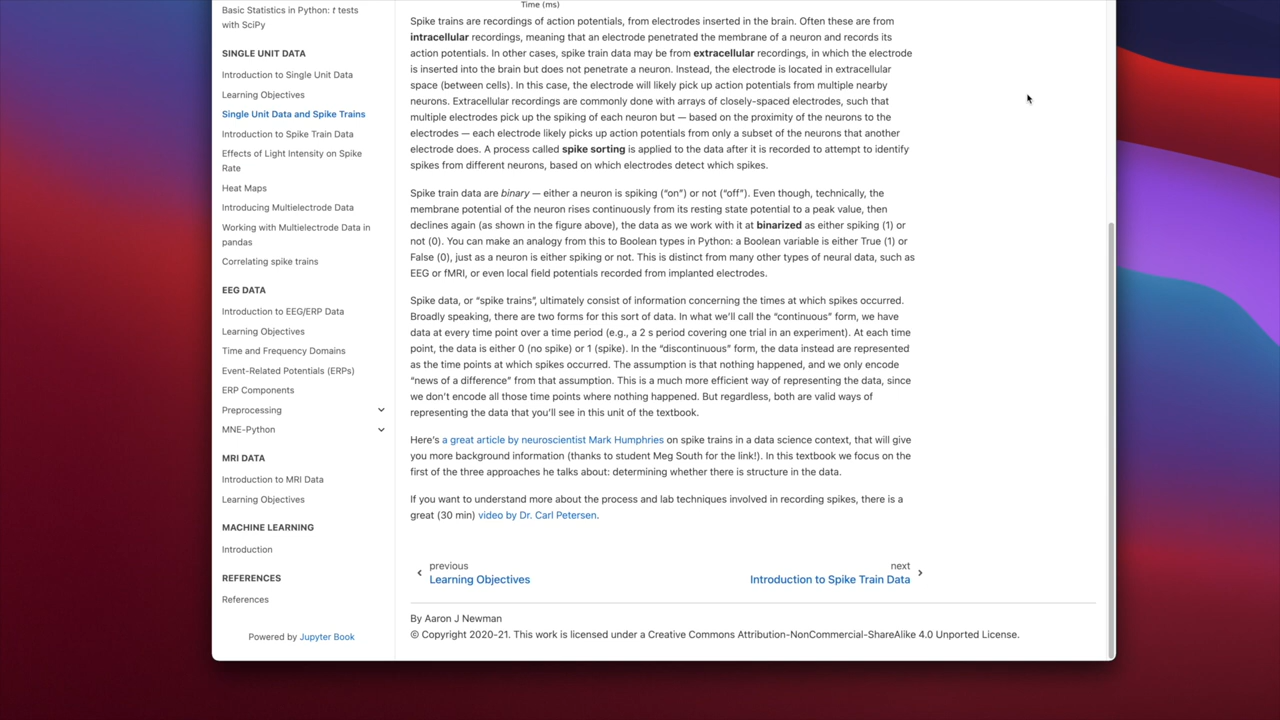 Basic Statistics in Python: t tests
with SciPy
SINGLE UNIT DATA
Introduction to Single Unit Data
Learning Objectives
Single Unit Data and Spike Trains
Introduction to Spike Train Data
Effects of Light Intensity on Spike
Rate
Heat Maps
Introducing Multielectrode Data
Working with Multielectrode Data in
pandas
Correlating spike trains
EEG DATA
Introduction to EEG/ERP Data
Learning Objectives
Time and Frequency Domains
Event-Related Potentials (ERPs)
ERP Components
Preprocessing
MNE-Python
MRI DATA
Introduction to MRI Data
Learning Objectives
MACHINE LEARNING
Introduction
REFERENCES
References
Powered by Jupyter Book
Time (ms)
Spike trains are recordings of action potentials, from electrodes inserted in the brain. Often these are from
intracellular recordings, meaning that an electrode penetrated the membrane of a neuron and records its
action potentials. In other cases, spike train data may be from extracellular recordings, in which the electrode
is inserted into the brain but does not penetrate a neuron. Instead, the electrode is located in extracellular
space (between cells). In this case, the electrode will likely pick up action potentials from multiple nearby
neurons. Extracellular recordings are commonly done with arrays of closely-spaced electrodes, such that
multiple electrodes pick up the spiking of each neuron but — based on the proximity of the neurons to the
electrodes — each electrode likely picks up action potentials from only a subset of the neurons that another
electrode does. A process called spike sorting is applied to the data after it is recorded to attempt to identify
spikes from different neurons, based on which electrodes detect which spikes.
Spike train data are binary — either a neuron is spiking (“on”) or not (“off”). Even though, technically, the
membrane potential of the neuron rises continuously from its resting state potential to a peak value, then
declines again (as shown in the figure above), the data as we work with it at binarized as either spiking (1) or
not (0). You can make an analogy from this to Boolean types in Python: a Boolean variable is either True (1) or
False (0), just as a neuron is either spiking or not. This is distinct from many other types of neural data, such as
EEG or fMRI, or even local field potentials recorded from implanted electrodes.
Spike data, or “spike trains”, ultimately consist of information concerning the times at which spikes occurred.
Broadly speaking, there are two forms for this sort of data. In what we’ll call the “continuous” form, we have
data at every time point over a time period (e.g., a 2 s period covering one trial in an experiment). At each time
point, the data is either 0 (no spike) or 1 (spike). In the “discontinuous” form, the data instead are represented
as the time points at which spikes occurred. The assumption is that nothing happened, and we only encode
“news of a difference” from that assumption. This is a much more efficient way of representing the data, since
we don’t encode all those time points where nothing happened. But regardless, both are valid ways of
representing the data that you’ll see in this unit of the textbook.
Here’s a great article by neuroscientist Mark Humphries on spike trains in a data science context, that will give
you more background information (thanks to student Meg South for the link!). In this textbook we focus on the
first of the three approaches he talks about: determining whether there is structure in the data.
If you want to understand more about the process and lab techniques involved in recording spikes, there is a
great (30 min) video by Dr. Carl Petersen.
previous
Learning Objectives
next
Introduction to Spike Train Data
By Aaron J Newman
© Copyright 2020-21. This work is licensed under a Creative Commons Attribution-NonCommercial-ShareAlike 4.0 Unported License.